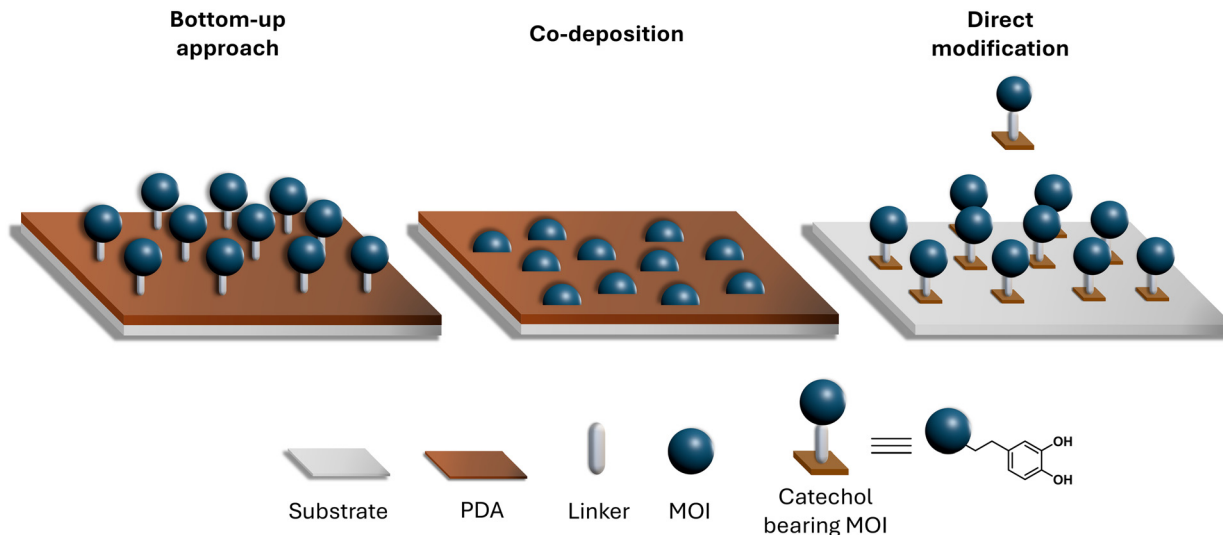 Bottom-up
approach
Co-deposition
Direct
modification
OH
OH
Substrate
PDA
Linker
MOI
Catechol
bearing MOI